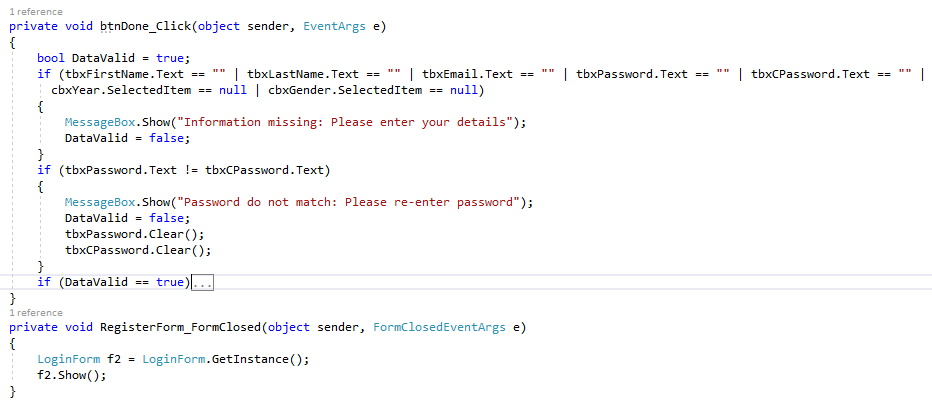 1 reference
private void btnDone_Click(object sender, EventArgs e)
{
bool DataValid = true;
if (tbxFirstName.Text == "" | tbxLastName.Text == "" | tbxEmail.Text == "" | tbxPassword.Text == "" | tbxCPassword.Text == "" |
cbxYear.SelectedItem == null | cbxGender.SelectedItem == null)
{
MessageBox.Show("Information missing: Please enter your details");
DataValid = false;
}
if (tbxPassword.Text != tbxCPassword.Text)
{
MessageBox.Show("Password do not match: Please re-enter password");
DataValid = false;
tbxPassword.Clear();
tbxCPassword.Clear();
}
if (DataValid == true)...
}
1 reference
private void RegisterForm_FormClosed(object sender, FormClosedEventArgs e)
{
LoginForm f2 = LoginForm.GetInstance();
f2.Show();
}